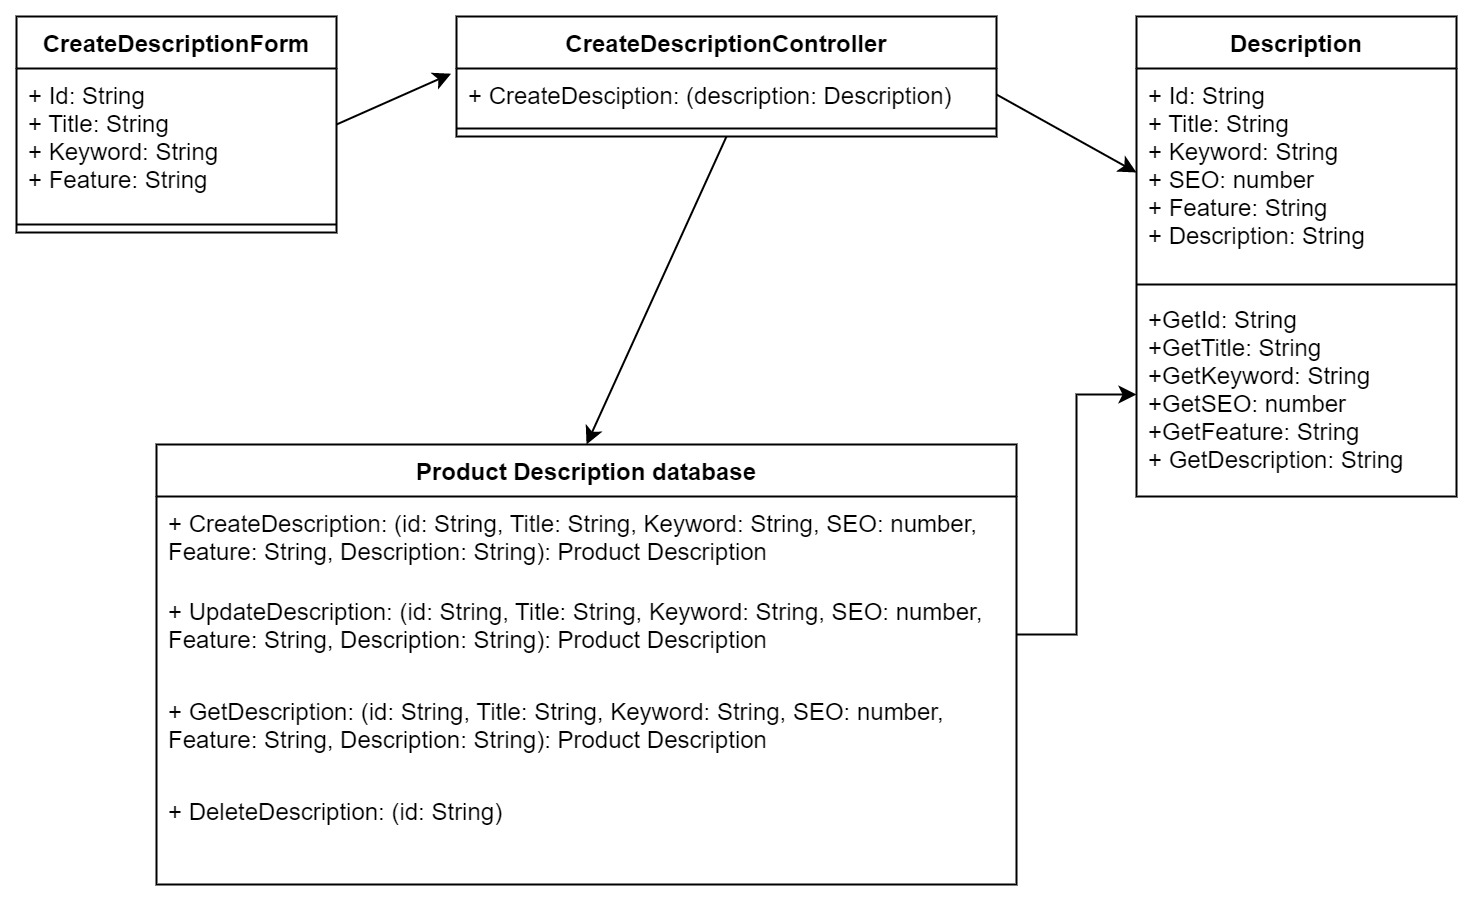 CreateDescriptionForm
+ Id: String
+ Title: String
+ Keyword: String
+ Feature: String
CreateDescriptionController
+ CreateDesciption: (description: Description)
Description
+ Id: String
+ Title: String
+ Keyword: String
+ SEO: number
+ Feature: String
+ Description: String
+GetId: String
+GetTitle: String
+GetKeyword: String
+GetSEO: number
+GetFeature: String
+ GetDescription: String
Product Description database
+ CreateDescription: (id: String, Title: String, Keyword: String, SEO: number,
Feature: String, Description: String): Product Description
+ UpdateDescription: (id: String, Title: String, Keyword: String, SEO: number,
Feature: String, Description: String): Product Description
+ GetDescription: (id: String, Title: String, Keyword: String, SEO: number,
Feature: String, Description: String): Product Description
+ DeleteDescription: (id: String)